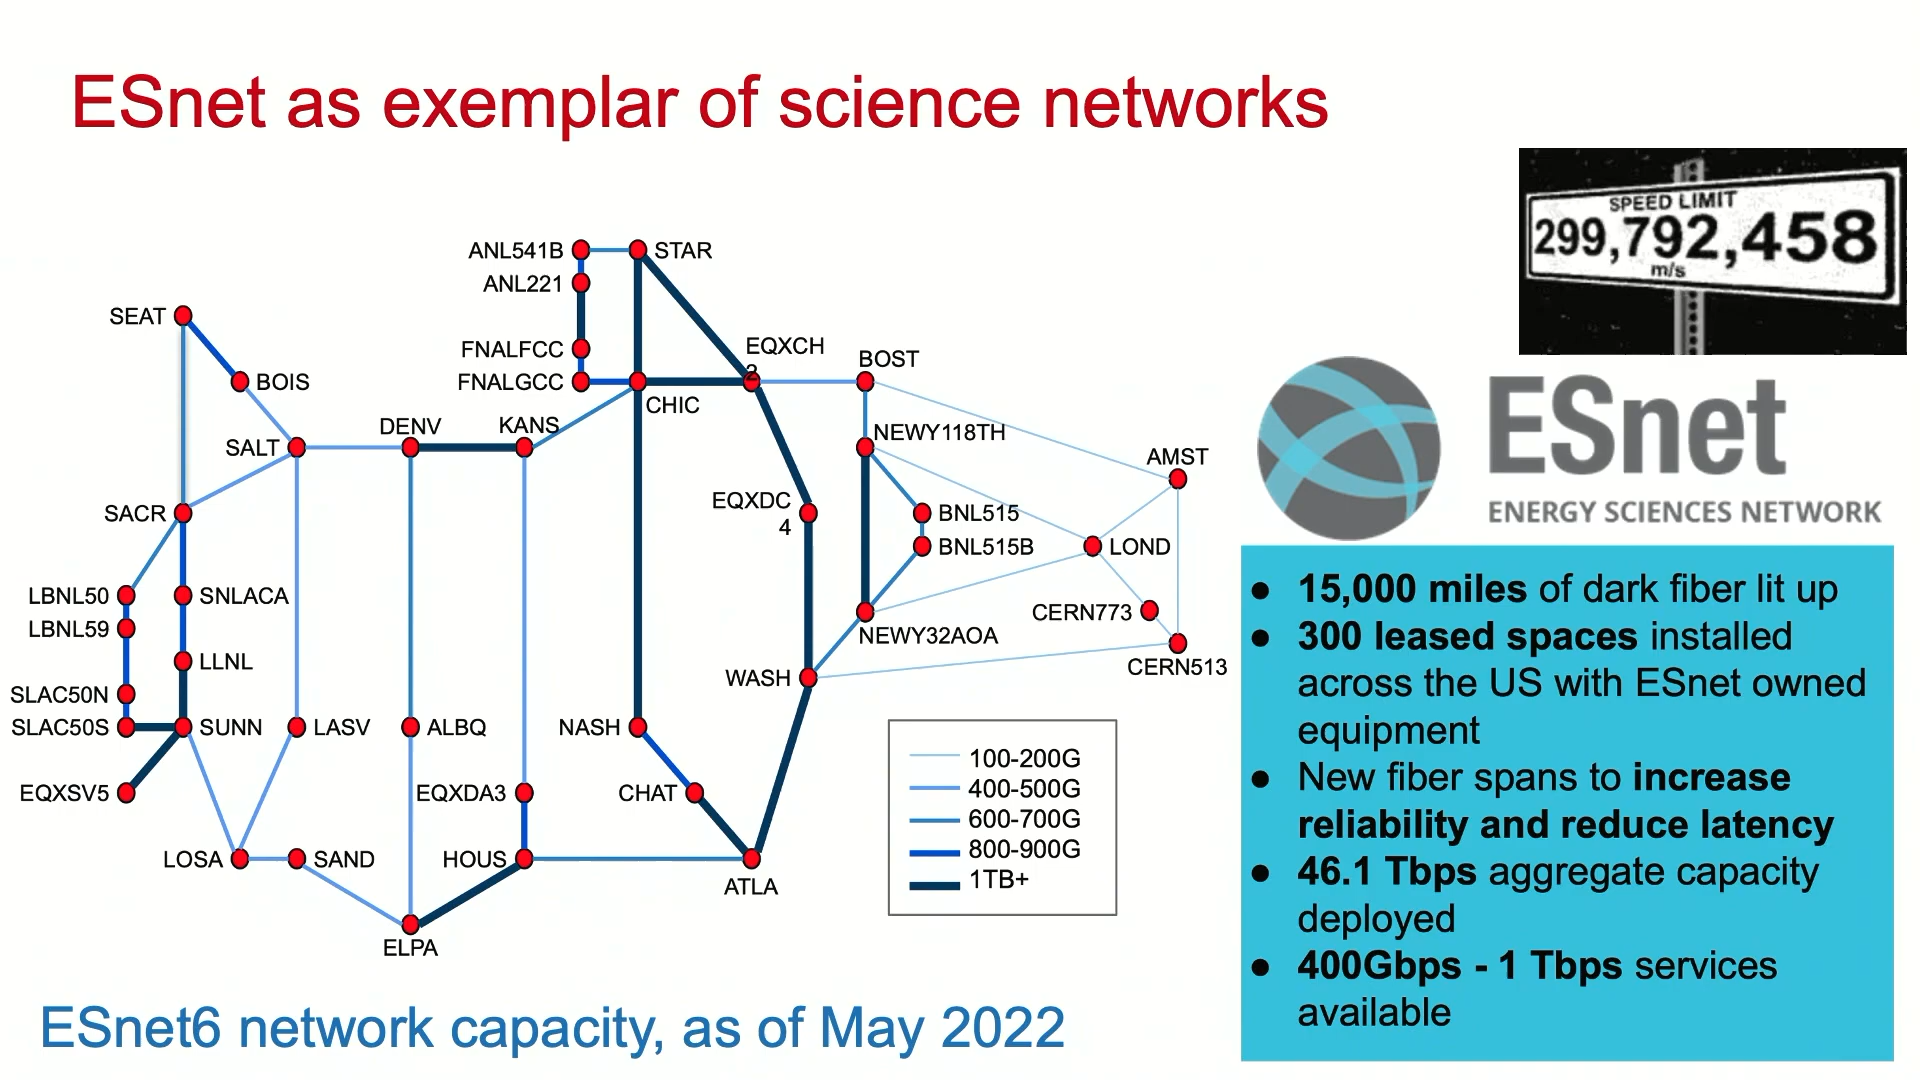 ESnet as exemplar of science networks
SPEED LIMIT
299,792,458
m/s
ANL541B
STAR
ANL221
SEAT
FNALFCC
EQXCH
2
BOST
FNALGCC
BOIS
CHIC
DENV
KANS
NEWY118TH
SALT
AMST
EQXDC
4
SACR
BNL515
BNL515B
LOND
LBNL50
SNLACA
LBNL59
CERN773
NEWY32AOA
LLNL
CERN513
WASH
SLAC50N
SLAC50S
SUNN
LASV
ALBQ
NASH
EQXSV5
EQXDA3
CHAT
LOSA
SAND
HOUS
ATLA
ELPA
100-200G
400-500G
600-700G
800-900G
1TB+
ESnet
ENERGY SCIENCES NETWORK
● 15,000 miles of dark fiber lit up
● 300 leased spaces installed
across the US with ESnet owned
equipment
● New fiber spans to increase
reliability and reduce latency
● 46.1 Tbps aggregate capacity
deployed
● 400Gbps - 1 Tbps services
available
ESnet6 network capacity, as of May 2022